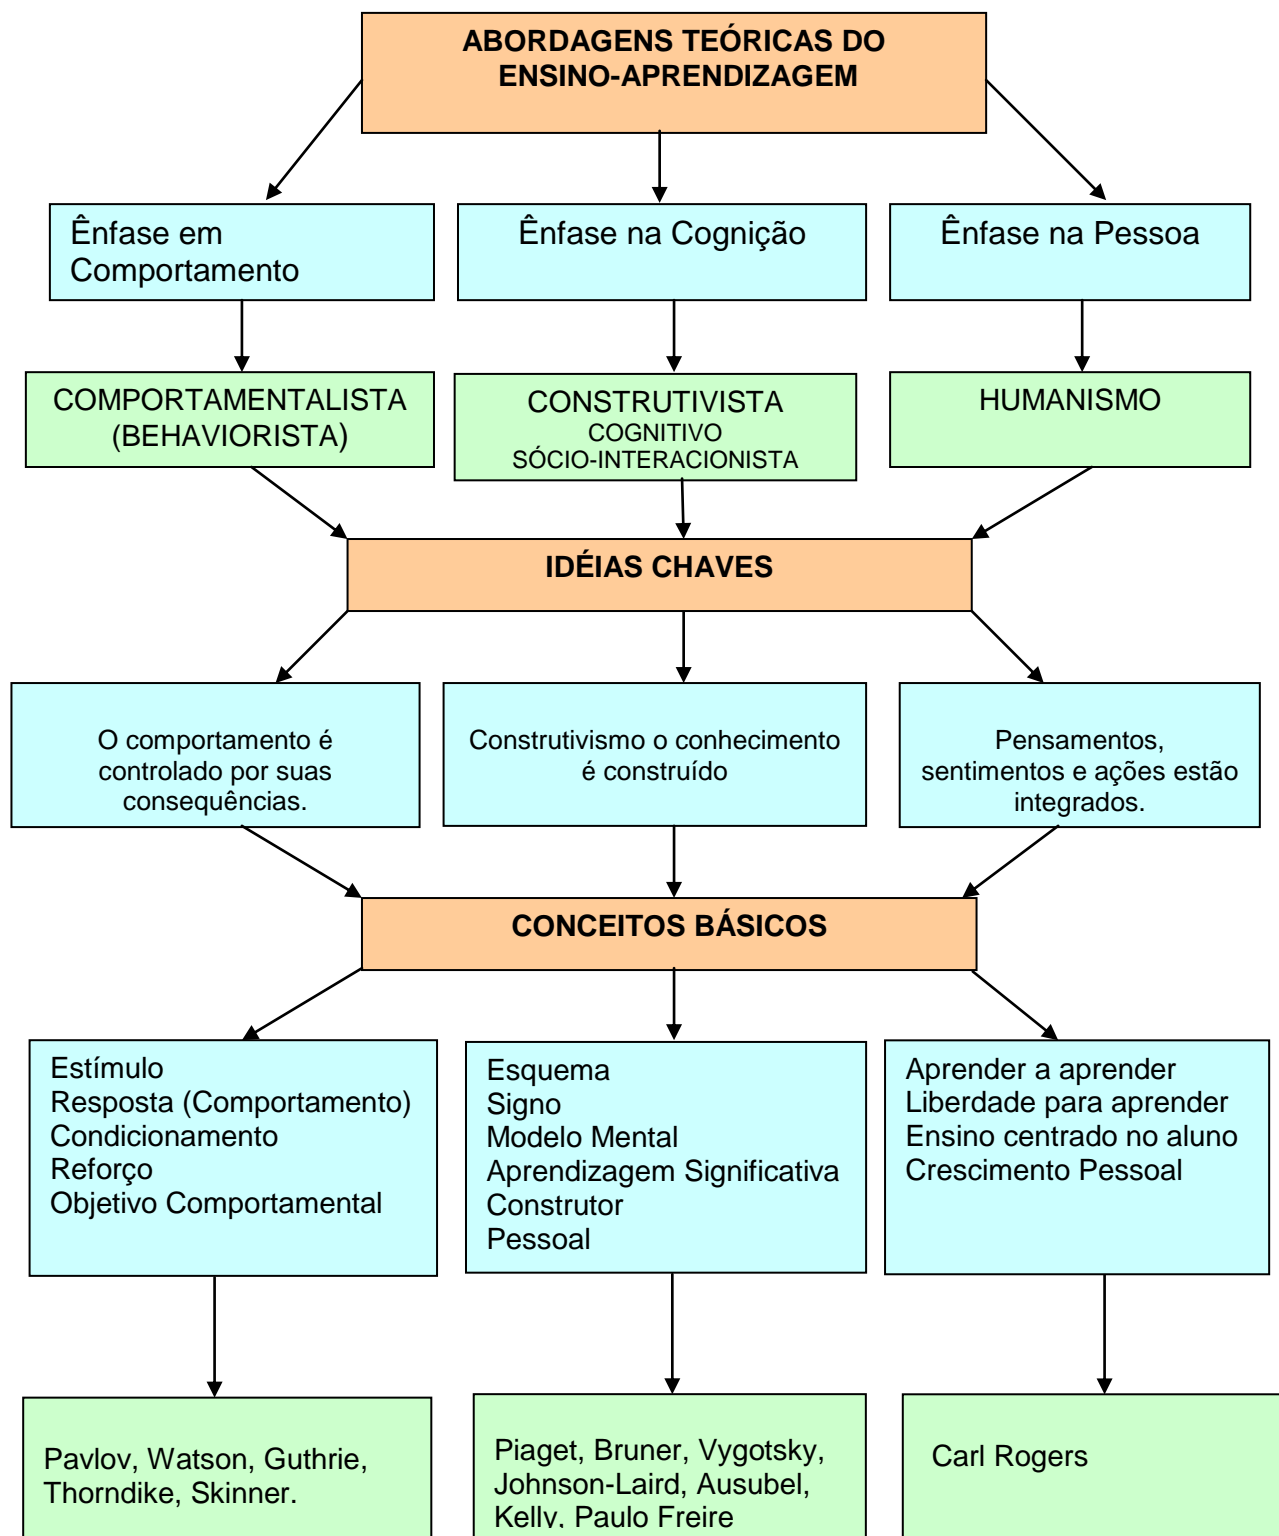 ABORDAGENS TEÓRICAS DO
ENSINO-APRENDIZAGEM
Ênfase em
Comportamento
Ênfase na Cognição
Ênfase na Pessoa
COMPORTAMENTALISTA
(BEHAVIORISTA)
CONSTRUTIVISTA
COGNITIVO
SÓCIO-INTERACIONISTA
HUMANISMO
IDÉIAS CHAVES
O comportamento é
controlado por suas
consequências.
Construtivismo o conhecimento
é construído
Pensamentos,
sentimentos e ações estão
integrados.
CONCEITOS BÁSICOS
Estímulo
Resposta (Comportamento)
Condicionamento
Reforço
Objetivo Comportamental
Esquema
Signo
Modelo Mental
Aprendizagem Significativa
Construtor
Pessoal
Aprender a aprender
Liberdade para aprender
Ensino centrado no aluno
Crescimento Pessoal
Pavlov, Watson, Guthrie,
Thorndike, Skinner.
Piaget, Bruner, Vygotsky,
Johnson-Laird, Ausubel,
Kelly, Paulo Freire
Carl Rogers